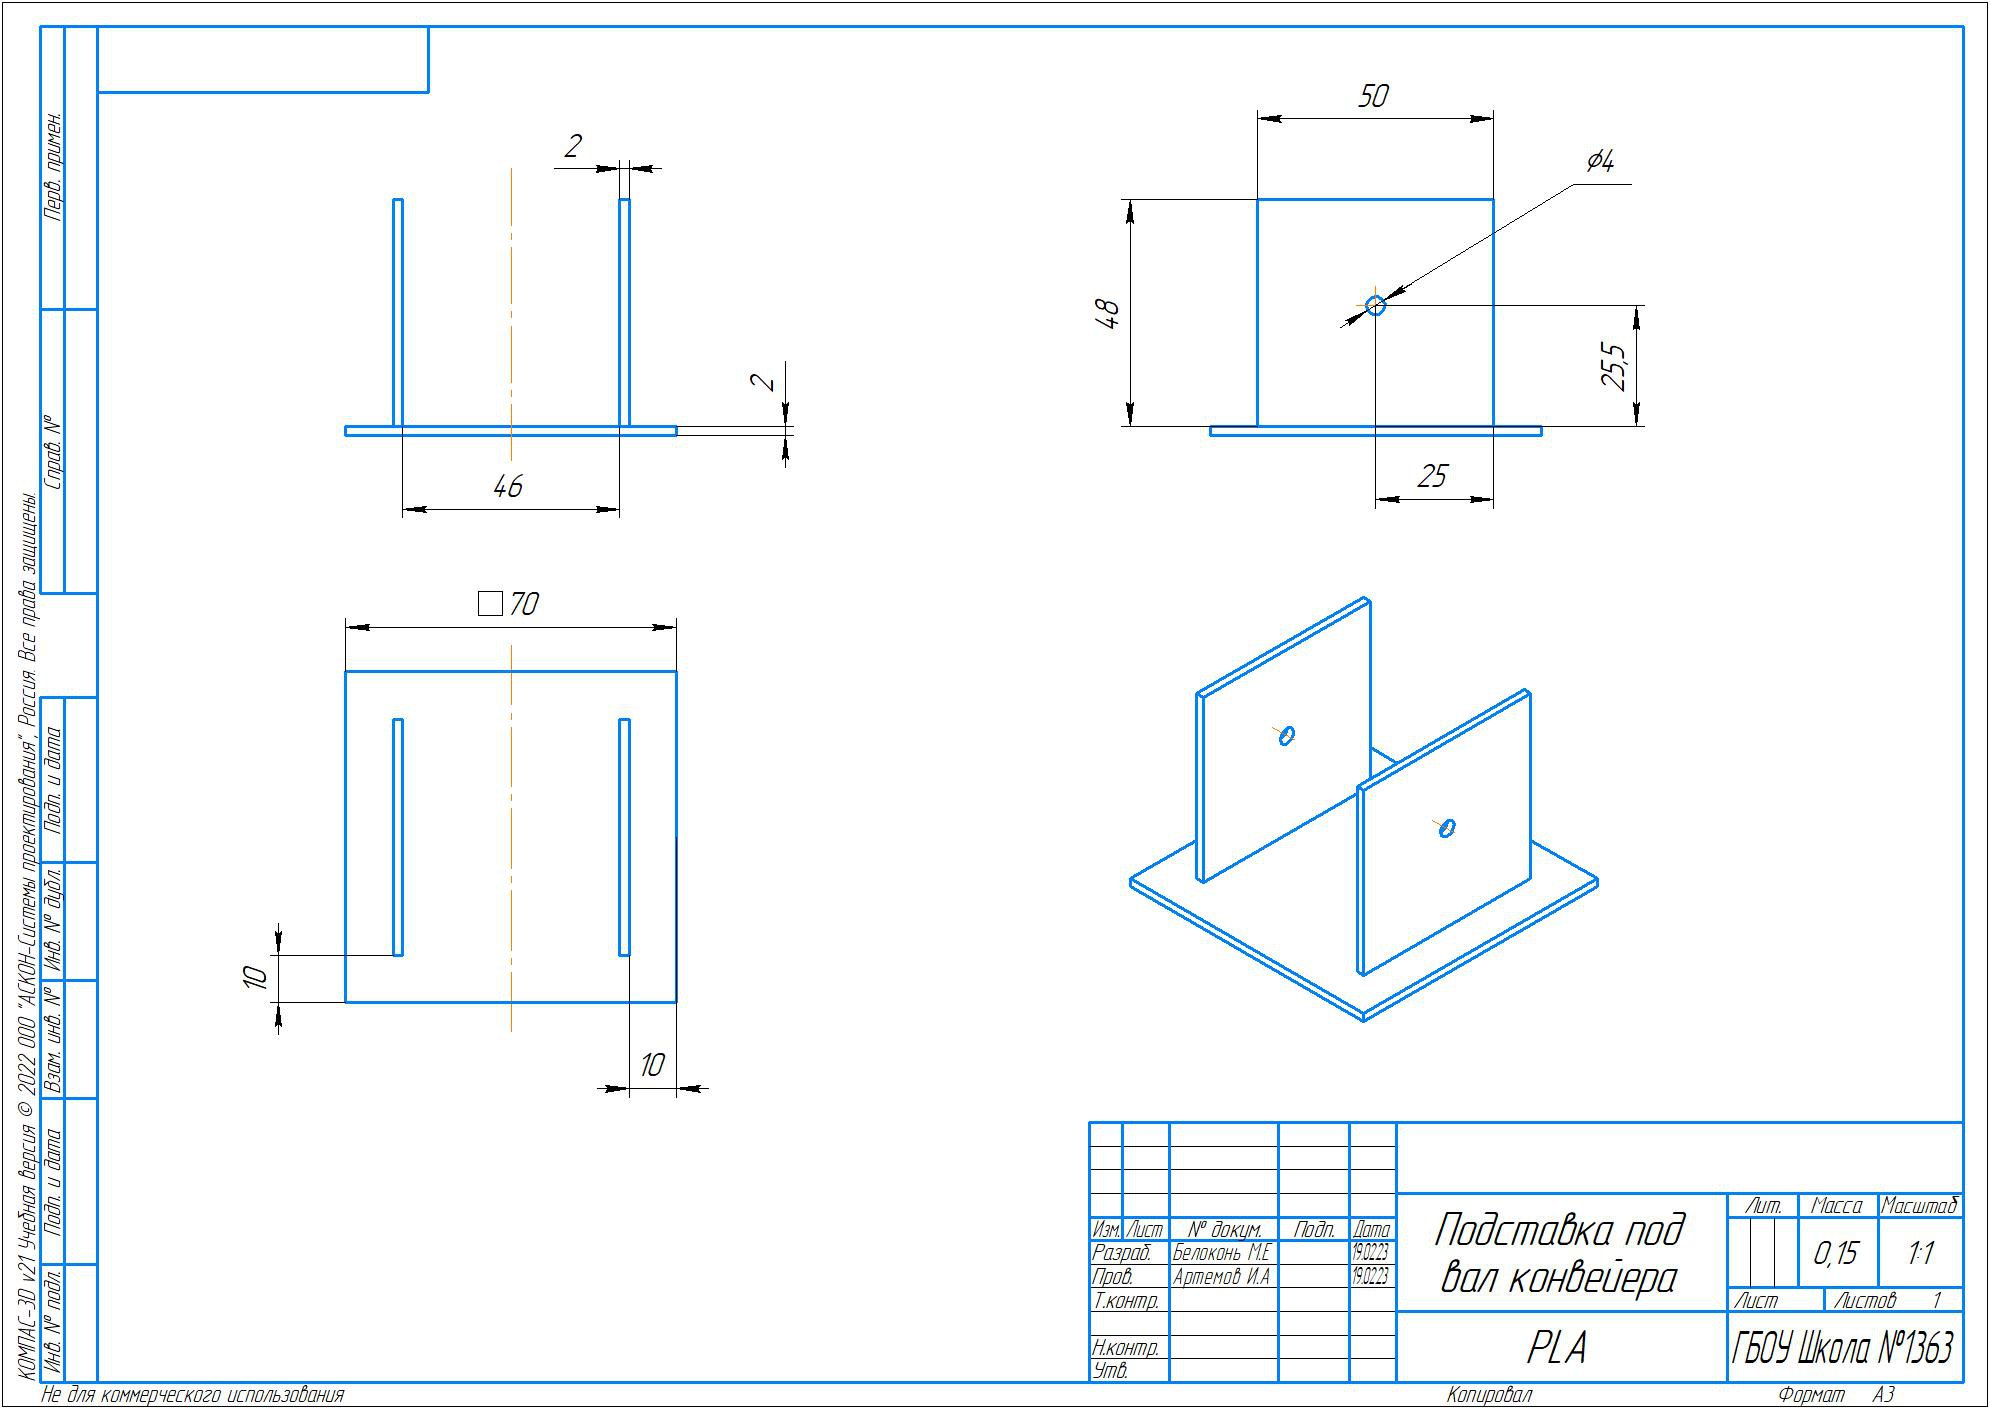 Перв. примен.
Справ. №
Подп. и дата
Инв. № дубл.
Взам. инв. №
Подп. и дата
Инв. № подл.
КОМПАС-3D v21 Учебная версия © 2022 ООО "АСКОН-Системы проектирования", Россия. Все права защищены.
2
2
46
50
⌀4
48
25,5
25
□70
10
10
Изм. Лист № докум. Подп. Дата
Разраб. Белоконь М.Е 19.02.23
Пров. Артемов И.А 19.02.23
Т.контр.
Н.контр.
Утв.
Подставка под
вал конвейера
PLA
Лит. Масса Масштаб
0,15 1:1
Лист Листов 1
ГБОУ Школа №1363
Не для коммерческого использования
Копировал
Формат А3